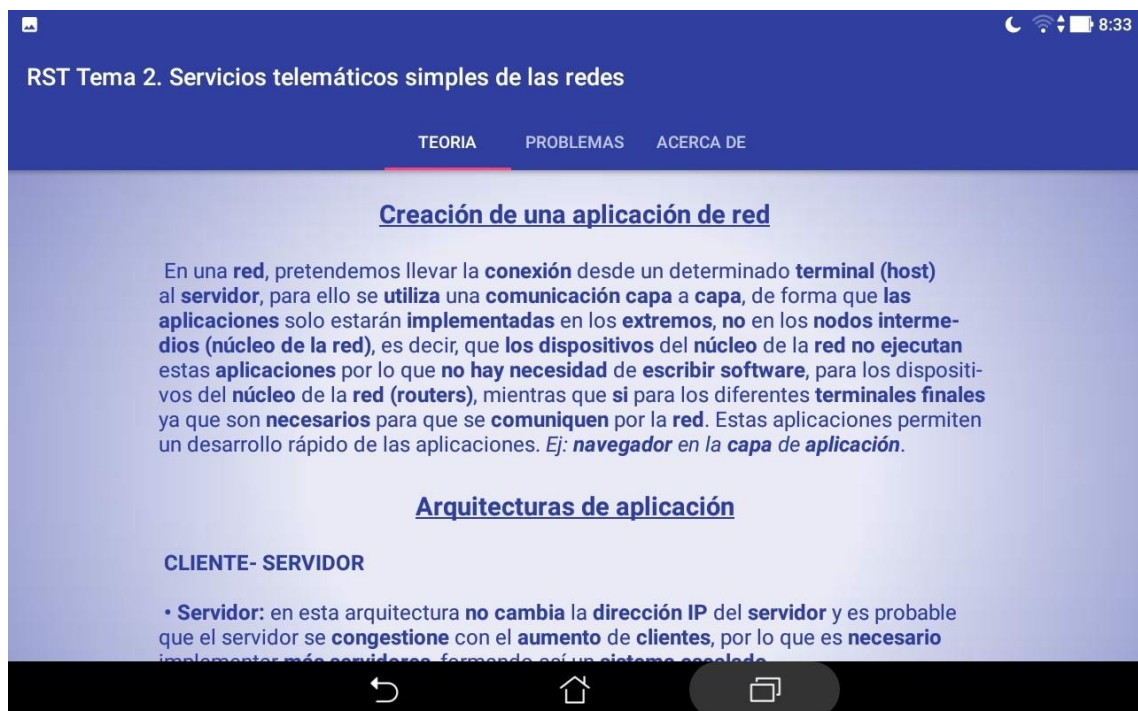 8:33
RST Tema 2. Servicios telemáticos simples de las redes
TEORIA PROBLEMAS ACERCA DE
Creación de una aplicación de red
En una red, pretendemos llevar la conexión desde un determinado terminal (host)
al servidor, para ello se utiliza una comunicación capa a capa, de forma que las
aplicaciones solo estarán implementadas en los extremos, no en los nodos interme-
dios (núcleo de la red), es decir, que los dispositivos del núcleo de la red no ejecutan
estas aplicaciones por lo que no hay necesidad de escribir software, para los dispositi-
vos del núcleo de la red (routers), mientras que si para los diferentes terminales finales
ya que son necesarios para que se comuniquen por la red. Estas aplicaciones permiten
un desarrollo rápido de las aplicaciones. Ej: navegador en la capa de aplicación.
Arquitecturas de aplicación
CLIENTE- SERVIDOR
• Servidor: en esta arquitectura no cambia la dirección IP del servidor y es probable
que el servidor se congestione con el aumento de clientes, por lo que es necesario
implementar más servidores, formando así un sistema escalado